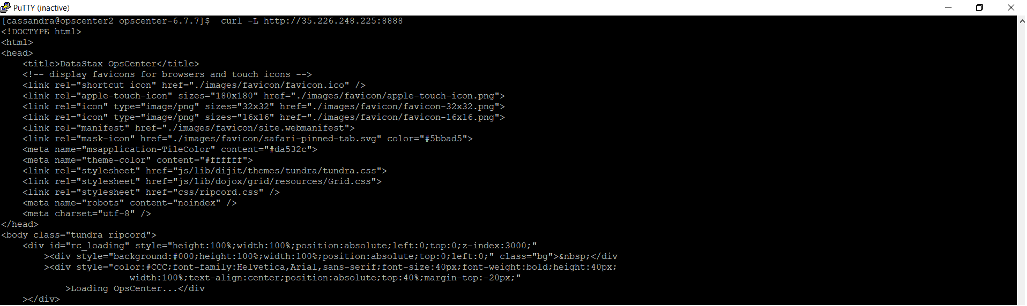 PuTTY (inactive)
[cassandra@opscenter2 opscenter-6.7.7]$ curl -L http://35.226.248.225:8888
<!DOCTYPE html>
<html>
<head>
<title>DataStax OpsCenter</title>
<!-- display favicons for browsers and touch icons -->
<link rel="shortcut icon" href="./images/favicon/favicon.ico" />
<link rel="apple-touch-icon" sizes="180x180" href="./images/favicon/apple-touch-icon.png">
<link rel="icon" type="image/png" sizes="32x32" href="./images/favicon/favicon-32x32.png">
<link rel="icon" type="image/png" sizes="16x16" href="./images/favicon/favicon-16x16.png">
<link rel="manifest" href="./images/favicon/site.webmanifest">
<link rel="mask-icon" href="./images/favicon/safari-pinned-tab.svg" color="#5bbad5">
<meta name="msapplication-TileColor" content="#da532c">
<meta name="theme-color" content="#ffffff">
<link rel="stylesheet" href="js/lib/dijit/themes/tundra/tundra.css">
<link rel="stylesheet" href="js/lib/dojox/grid/resources/Grid.css">
<link rel="stylesheet" href="css/ripcord.css" />
<meta name="robots" content="noindex" />
<meta charset="utf-8" />
</head>
<body class="tundra ripcord">
<div id="rc_loading" style="height:100%;width:100%;position:absolute;left:0;top:0;z-index:3000;"
><div style="background:#000;height:100%;width:100%;position:absolute;top:0;left:0;" class="bg">&nbsp;</div
><div style="color:#CCC;font-family:Helvetica,Arial,sans-serif;font-size:40px;font-weight:bold;height:40px;
width:100%;text-align:center;position:absolute;top:40%;margin-top:-20px;"
>Loading OpsCenter...</div
></div>